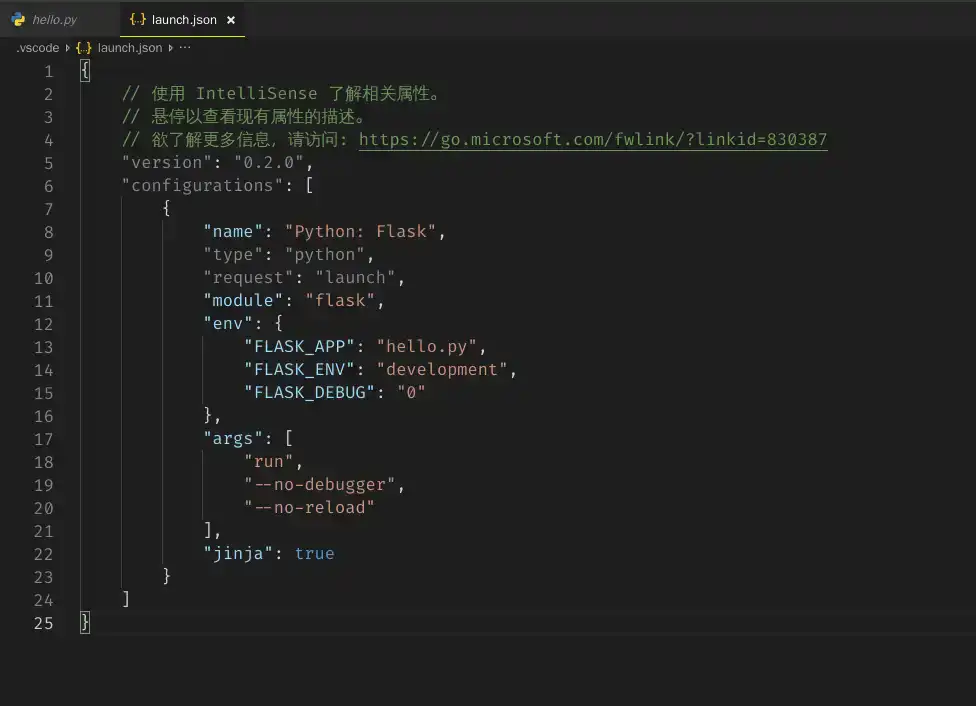 hello.py
{..} launch.json ×
.vscode {..} launch.json ...
1 {
2 // 使用 IntelliSense 了解相关属性。
3 // 悬停以查看现有属性的描述。
4 // 欲了解更多信息，请访问: https://go.microsoft.com/fwlink/?linkid=830387
5 "version": "0.2.0",
6 "configurations": [
7 {
8 "name": "Python: Flask",
9 "type": "python",
10 "request": "launch",
11 "module": "flask",
12 "env": {
13 "FLASK_APP": "hello.py",
14 "FLASK_ENV": "development",
15 "FLASK_DEBUG": "0"
16 },
17 "args": [
18 "run",
19 "--no-debugger",
20 "--no-reload"
21 ],
22 "jinja": true
23 }
24 ]
25 }